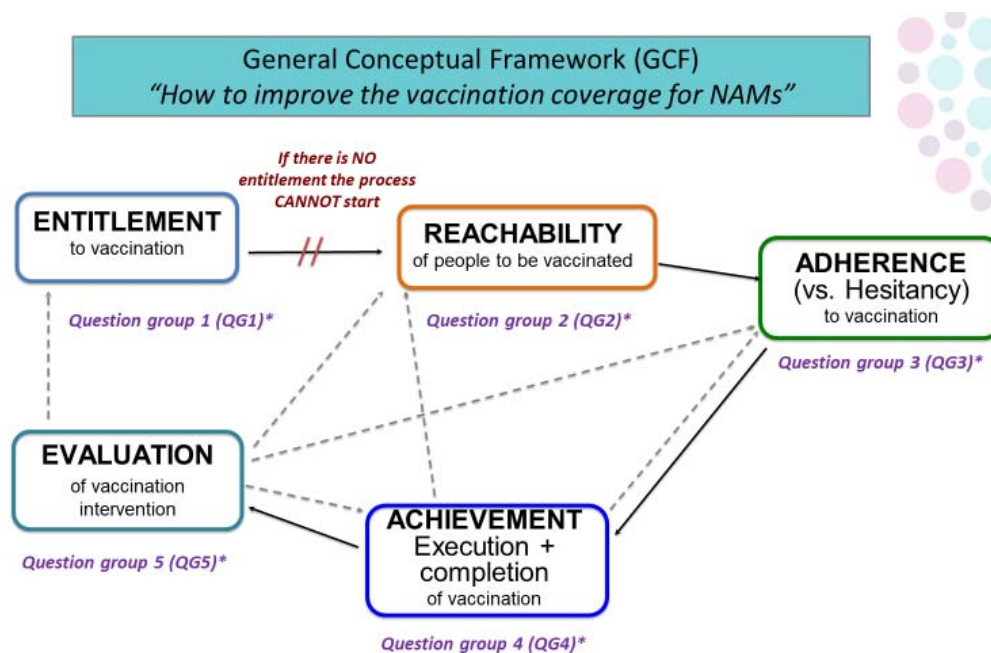 General Conceptual Framework (GCF)
“How to improve the vaccination coverage for NAMs”
If there is NO
entitlement the process
CANNOT start
ENTITLEMENT
to vaccination
REACHABILITY
of people to be vaccinated
ADHERENCE
(vs. Hesitancy)
to vaccination
Question group 1 (QG1)*
Question group 2 (QG2)*
Question group 3 (QG3)*
EVALUATION
of vaccination
intervention
ACHIEVEMENT
Execution +
completion
of vaccination
Question group 5 (QG5)*
Question group 4 (QG4)*